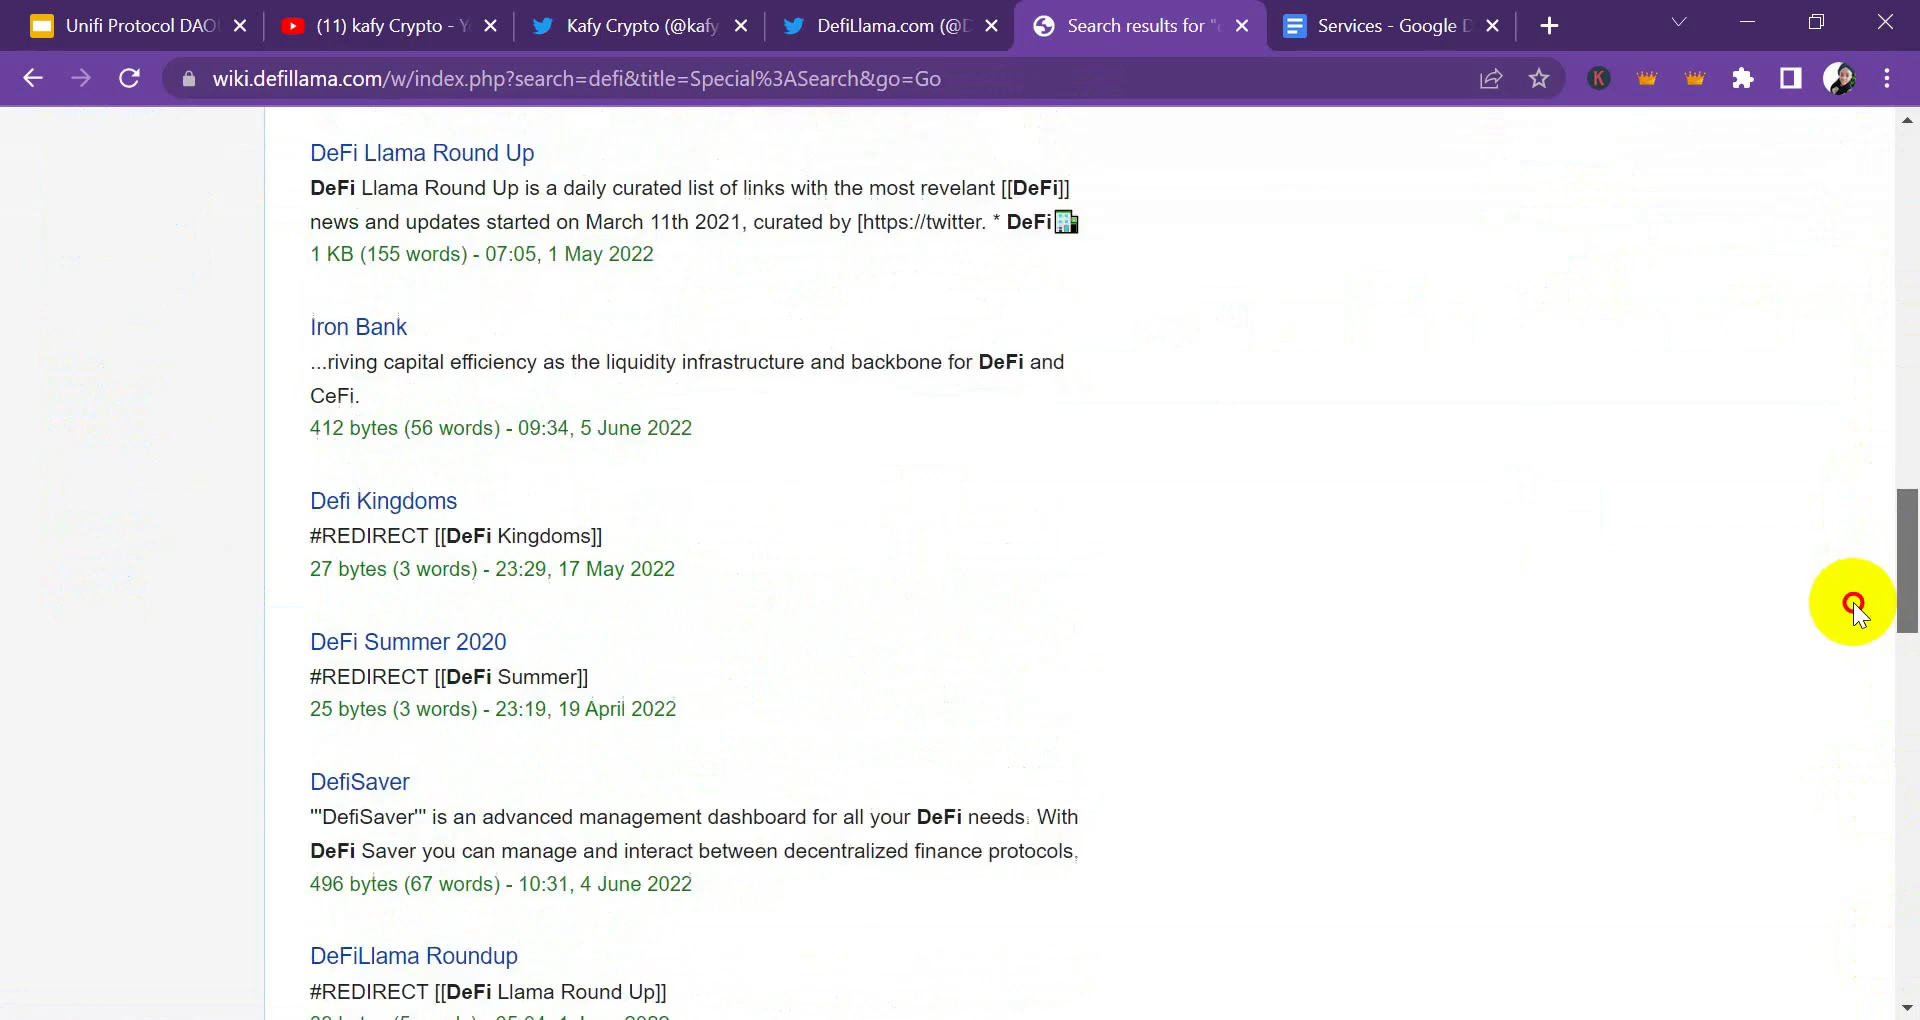 Unifi Protocol DAO
(11) kafy Crypto - Y
Kafy Crypto (@kafy
DefiLlama.com (@D
Search results for "d
Services - Google D
wiki.defillama.com/w/index.php?search=defi&title=Special%3ASearch&go=Go
K
DeFi Llama Round Up
DeFi Llama Round Up is a daily curated list of links with the most revelant [[DeFi]]
news and updates started on March 11th 2021, curated by [https://twitter. * DeFi🏢
1 KB (155 words) - 07:05, 1 May 2022
Iron Bank
...riving capital efficiency as the liquidity infrastructure and backbone for DeFi and
CeFi.
412 bytes (56 words) - 09:34, 5 June 2022
Defi Kingdoms
#REDIRECT [[DeFi Kingdoms]]
27 bytes (3 words) - 23:29, 17 May 2022
DeFi Summer 2020
#REDIRECT [[DeFi Summer]]
25 bytes (3 words) - 23:19, 19 April 2022
DefiSaver
'''DefiSaver''' is an advanced management dashboard for all your DeFi needs. With
DeFi Saver you can manage and interact between decentralized finance protocols,
496 bytes (67 words) - 10:31, 4 June 2022
DeFiLlama Roundup
#REDIRECT [[DeFi Llama Round Up]]